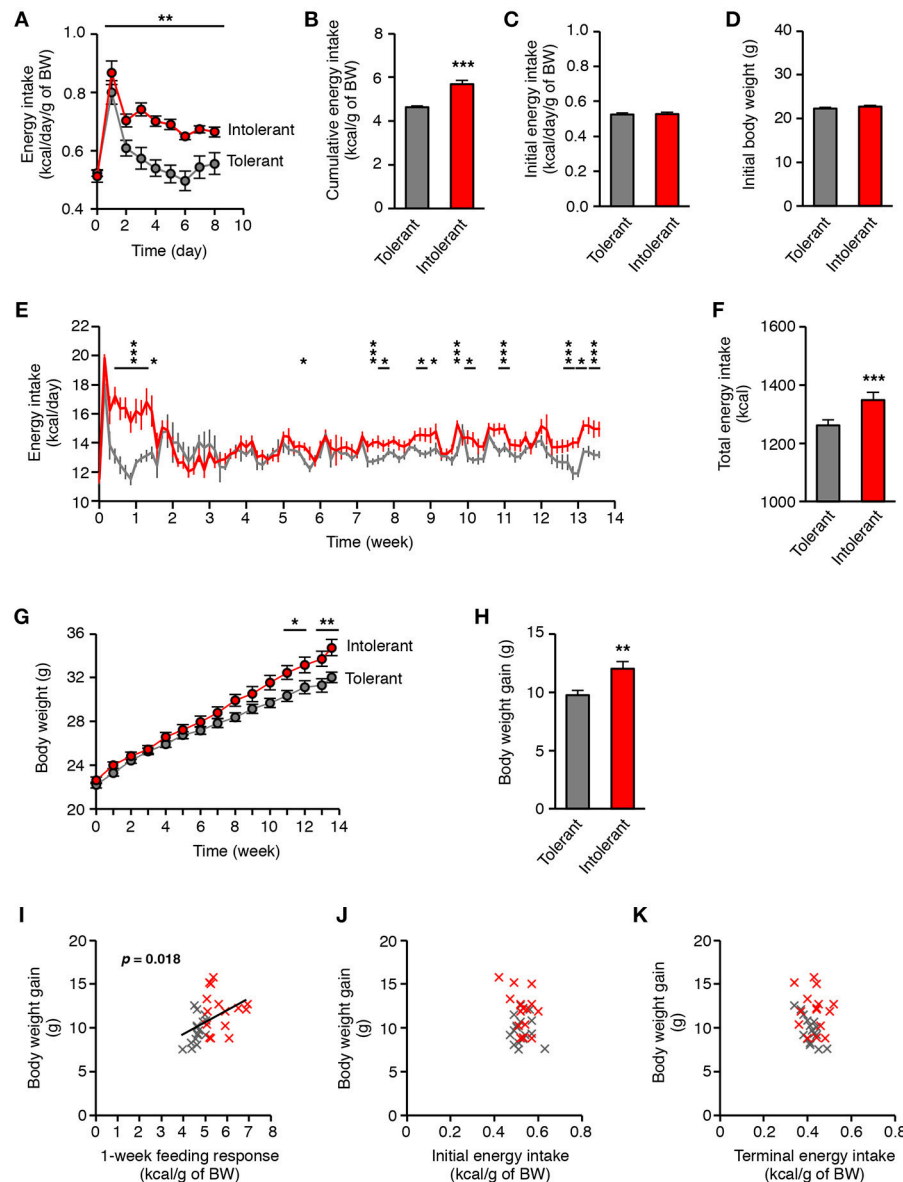 A
**
Energy intake
(kcal/day/g of BW)
1.0
0.8
0.6
0.4
0 2 4 6 8 10
Time (day)
Intolerant
Tolerant
B
Cumulative energy intake
(kcal/g of BW)
8
6
4
2
0
***
Tolerant
Intolerant
C
Initial energy intake
(kcal/day/g of BW)
1.0
0.8
0.6
0.4
0.2
0.0
Tolerant
Intolerant
D
Initial body weight (g)
40
30
20
10
0
Tolerant
Intolerant
E
Energy intake
(kcal/day)
22
20
18
16
14
12
10
*** * * *** * * * *** * *** *** * ***
0 1 2 3 4 5 6 7 8 9 10 11 12 13 14
Time (week)
F
Total energy intake
(kcal)
1600
1400
1200
1000
***
Tolerant
Intolerant
G
Body weight (g)
36
32
28
24
20
* **
Intolerant
Tolerant
0 2 4 6 8 10 12 14
Time (week)
H
Body weight gain (g)
15
10
5
0
**
Tolerant
Intolerant
I
Body weight gain
(g)
20
15
10
5
0
p = 0.018
0 1 2 3 4 5 6 7 8
1-week feeding response
(kcal/g of BW)
J
Body weight gain
(g)
20
15
10
5
0
0 0.2 0.4 0.6 0.8
Initial energy intake
(kcal/g of BW)
K
Body weight gain
(g)
20
15
10
5
0
0 0.2 0.4 0.6 0.8
Terminal energy intake
(kcal/g of BW)